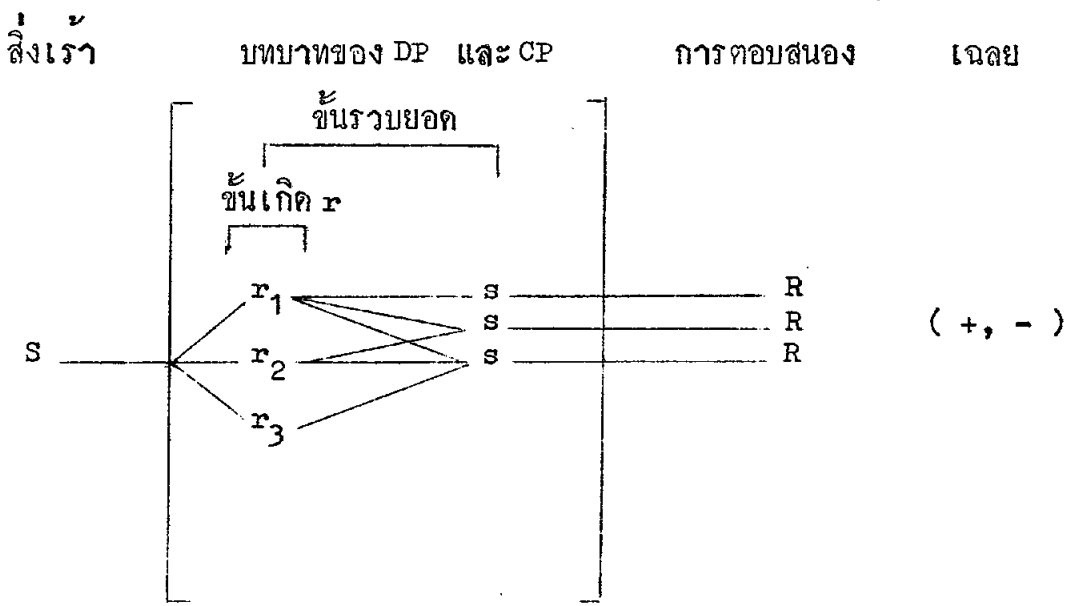 สิ่งเร้า บทบาทของ DP และ CP การตอบสนอง เฉลย
ขั้นรวบยอด
ขั้นเกิด r
r1 s R
s R ( +, - )
S r2 s R
r3